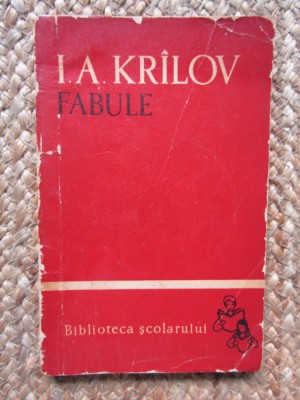 I.A. KRÎLOV
FABULE
Biblioteca școlarului